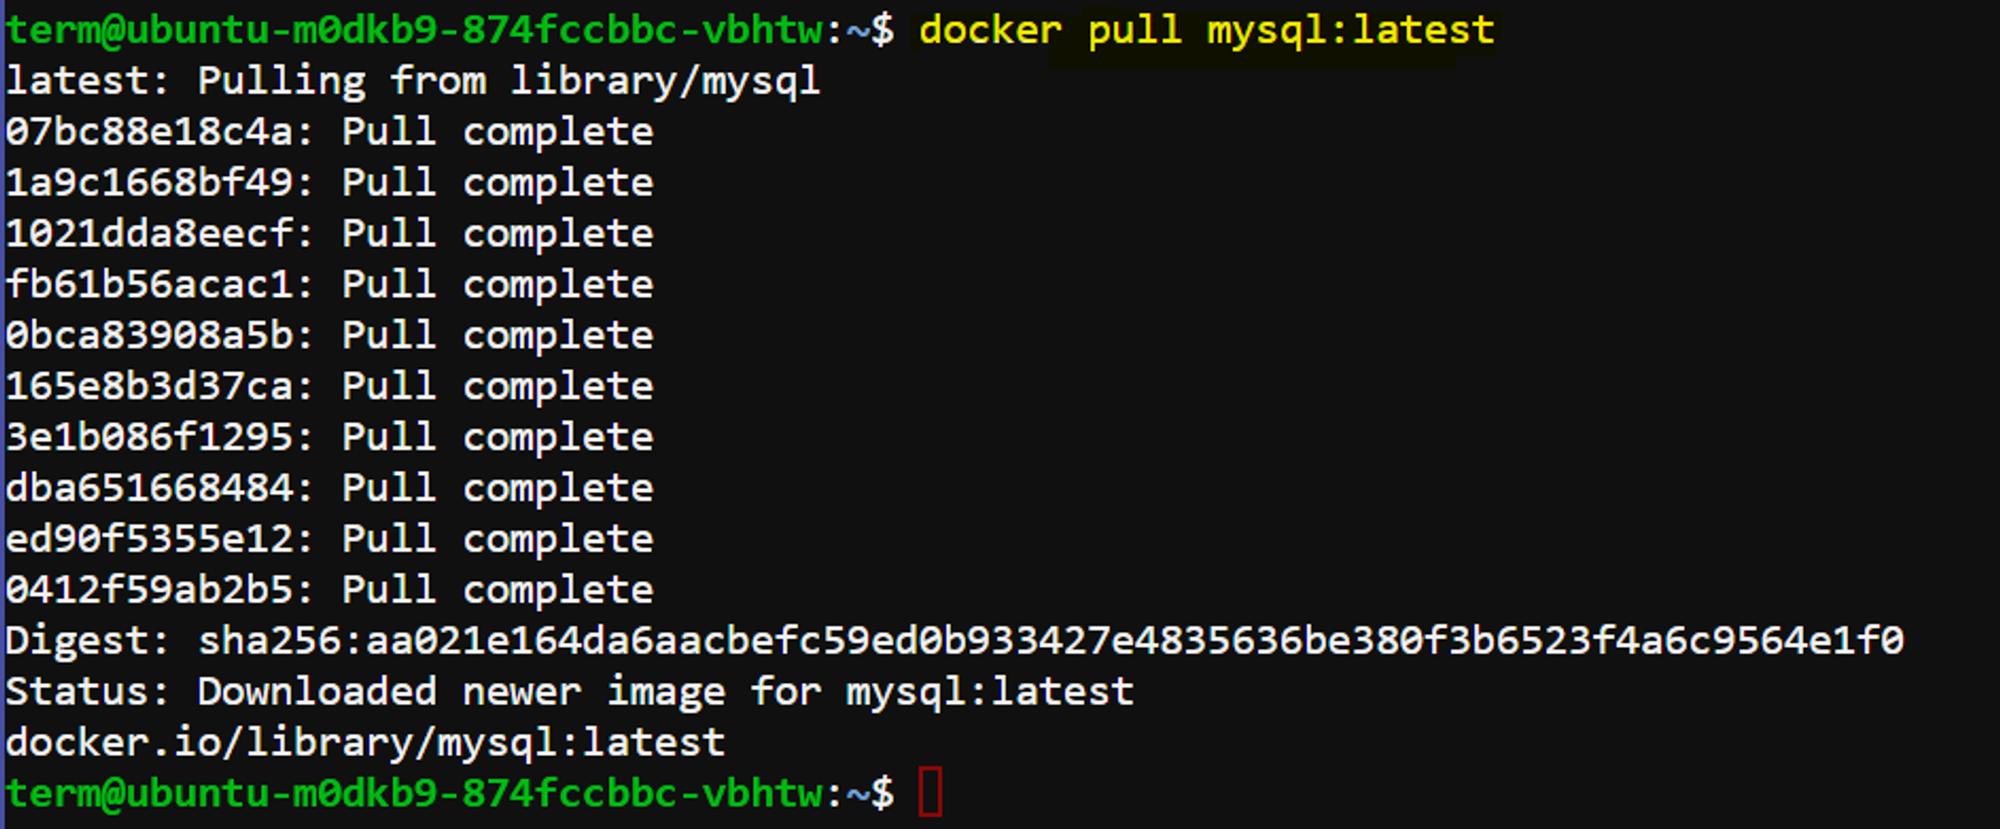 term@ubuntu-m0dkb9-874fccbbc-vbhtw:~$ docker pull mysql:latest
latest: Pulling from library/mysql
07bc88e18c4a: Pull complete
1a9c1668bf49: Pull complete
1021dda8eecf: Pull complete
fb61b56acac1: Pull complete
0bca83908a5b: Pull complete
165e8b3d37ca: Pull complete
3e1b086f1295: Pull complete
dba651668484: Pull complete
ed90f5355e12: Pull complete
0412f59ab2b5: Pull complete
Digest: sha256:aa021e164da6aacbefc59ed0b933427e4835636be380f3b6523f4a6c9564e1f0
Status: Downloaded newer image for mysql:latest
docker.io/library/mysql:latest
term@ubuntu-m0dkb9-874fccbbc-vbhtw:~$